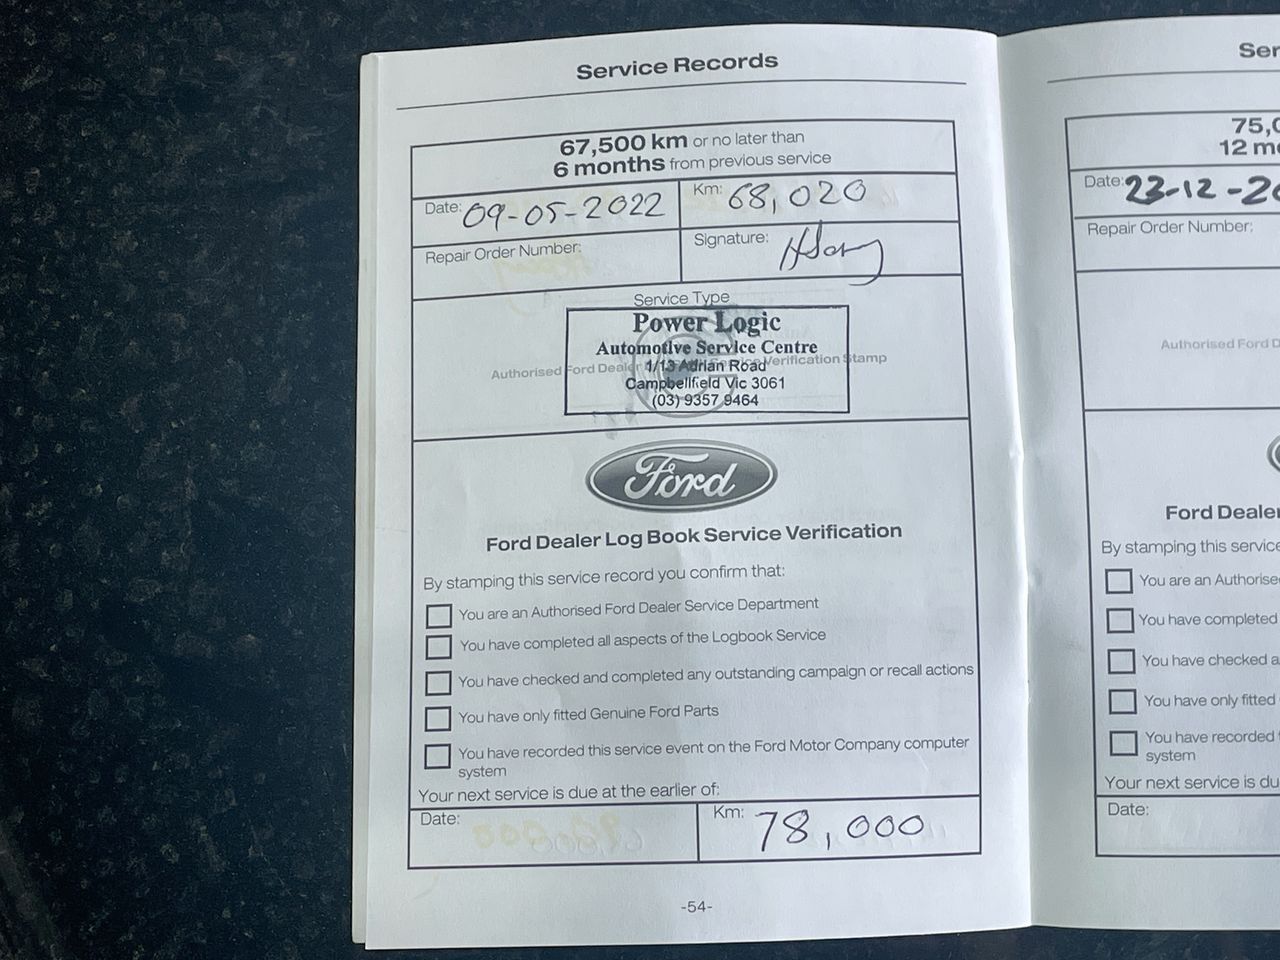 Service Records
67,500 km or no later than
6 months from previous service
Date: 09-05-2022
Km: 68,020
Repair Order Number:
Signature:
Service Type
Power Logic
Automotive Service Centre
1/13 Adrian Road
Authorised Ford Dealer Service Verification Stamp
Campbellfield Vic 3061
(03) 9357 9464
Ford
Ford Dealer Log Book Service Verification
By stamping this service record you confirm that:
You are an Authorised Ford Dealer Service Department
You have completed all aspects of the Logbook Service
You have checked and completed any outstanding campaign or recall actions
You have only fitted Genuine Ford Parts
You have recorded this service event on the Ford Motor Company computer
system
Your next service is due at the earlier of:
Date:
Km: 78,000
-54-
Ser
75,0
12 mo
Date: 23-12-20
Repair Order Number:
Authorised Ford D
Ford Dealer
By stamping this service
You are an Authorise
You have completed
You have checked a
You have only fitted
You have recorded
system
Your next service is du
Date: